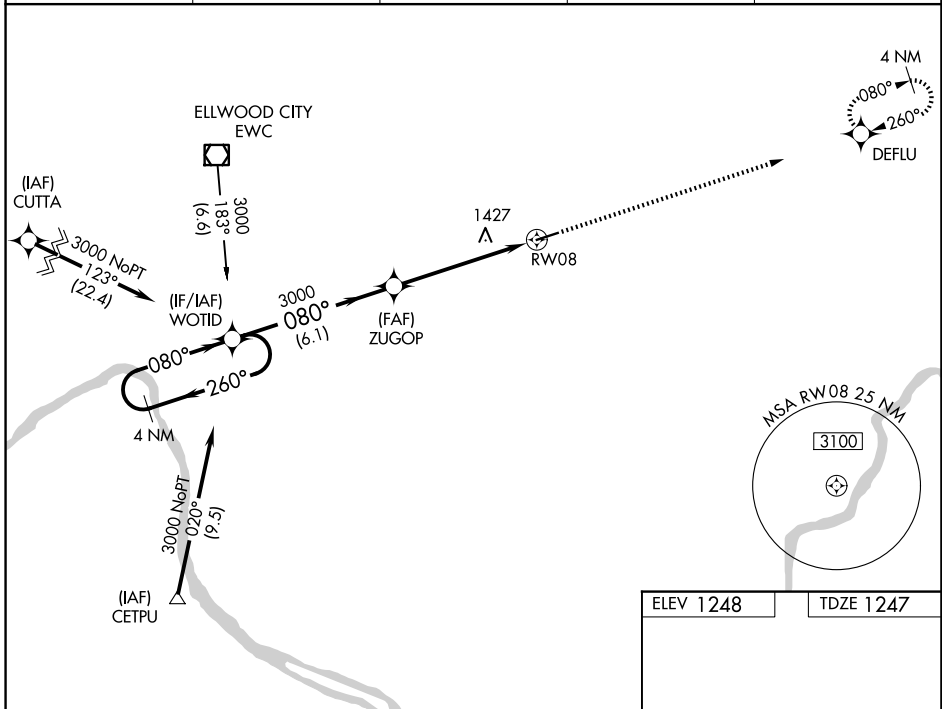 4 NM
080°
260°
DEFLU
ELLWOOD CITY
EWC
3000
183°
(6.6)
(IAF)
CUTTA
3000 NoPT
123°
(22.4)
1427
RW08
(IF/IAF)
WOTID
3000
080°
(6.1)
(FAF)
ZUGOP
080°
260°
4 NM
3000 NoPT
020°
(9.5)
(IAF)
CETPU
MSA RW08 25 NM
3100
ELEV 1248
TDZE 1247